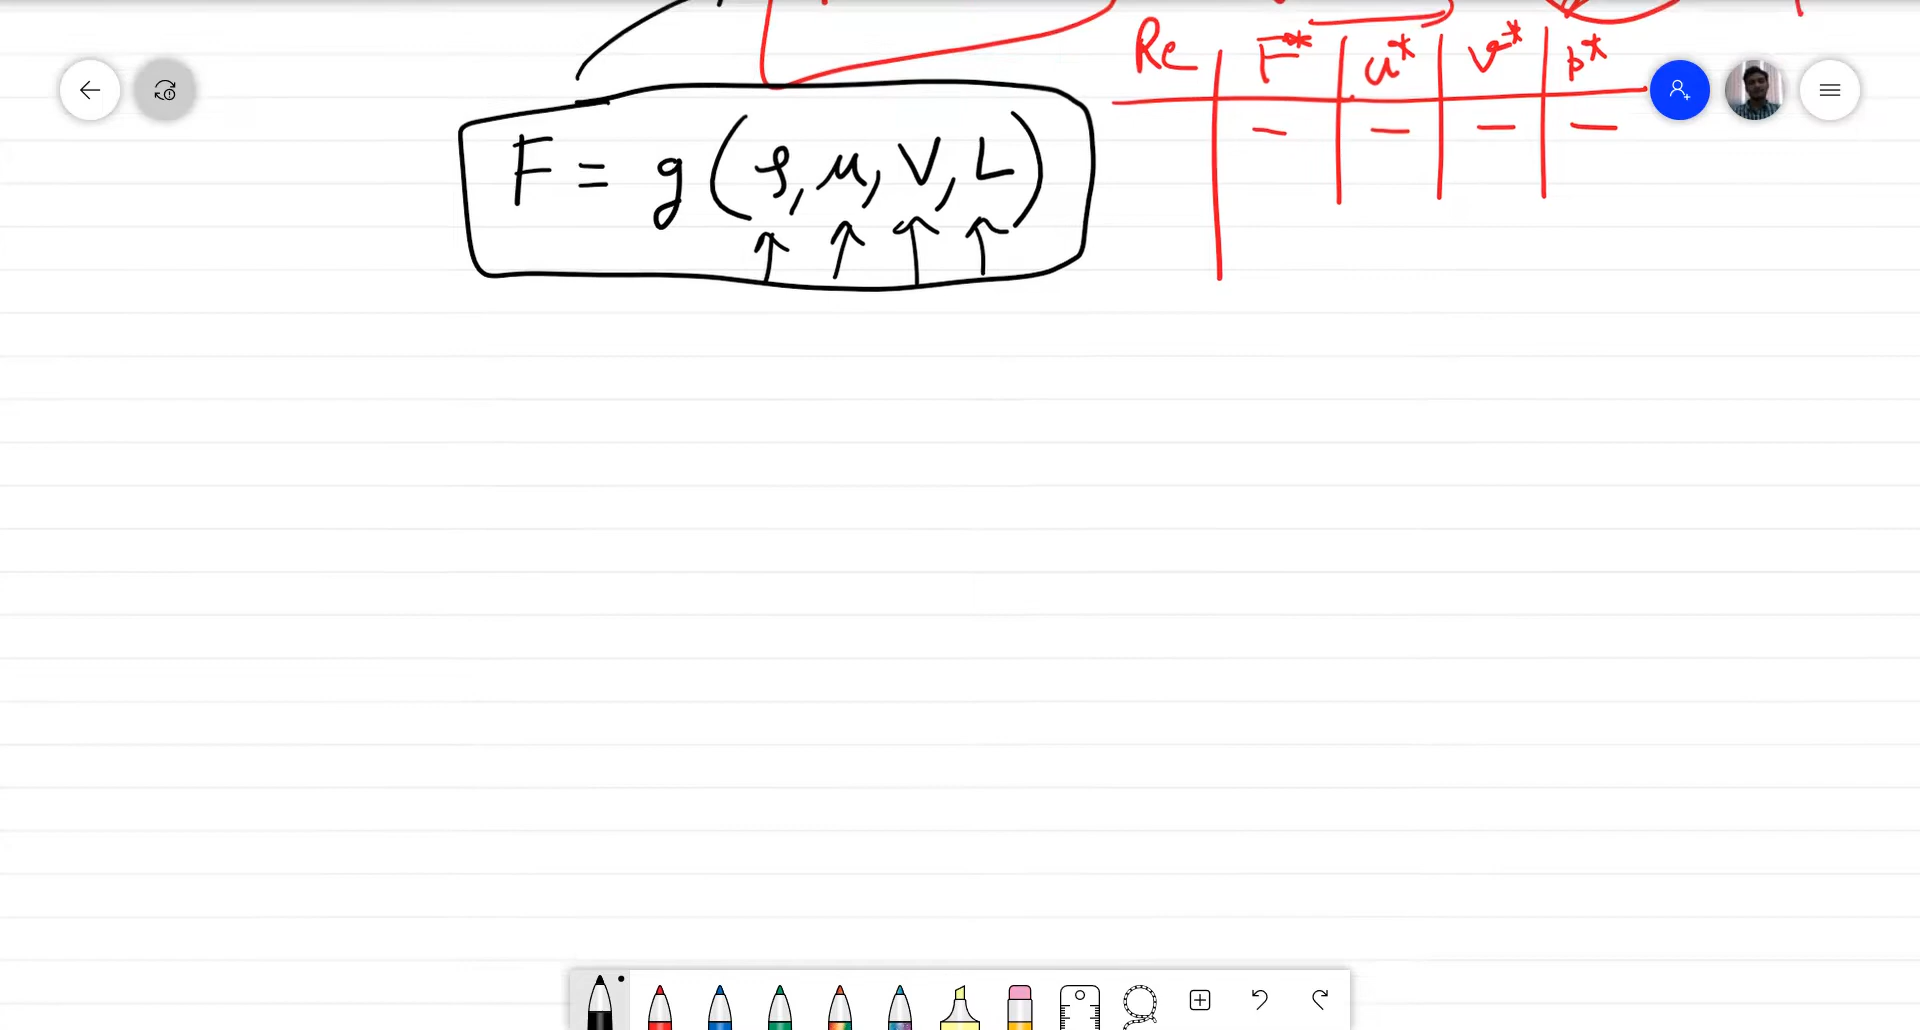 Re F* u* v* p*
– – – –
F = g(ρ, μ, V, L)